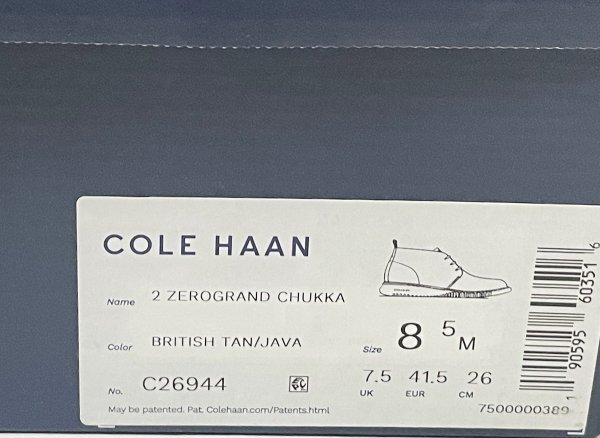 COLE HAAN
Name 2 ZEROGRAND CHUKKA
Color BRITISH TAN/JAVA
Size 8 5 M
No. C26944
7.5 41.5 26
UK EUR CM
May be patented. Pat. Colehaan.com/Patents.html
7500000389
1 90595 60351 6